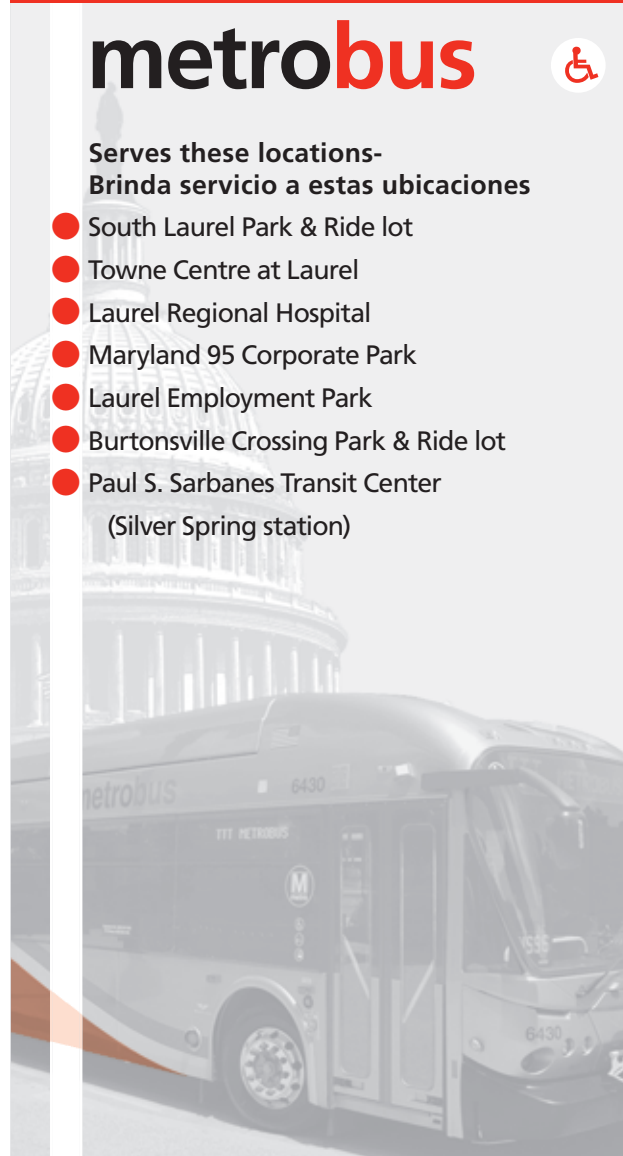 metrobus
Serves these locations-
Brinda servicio a estas ubicaciones
South Laurel Park & Ride lot
Towne Centre at Laurel
Laurel Regional Hospital
Maryland 95 Corporate Park
Laurel Employment Park
Burtonsville Crossing Park & Ride lot
Paul S. Sarbanes Transit Center
(Silver Spring station)
metrobus
6430
TTT METROBUS
M
6430